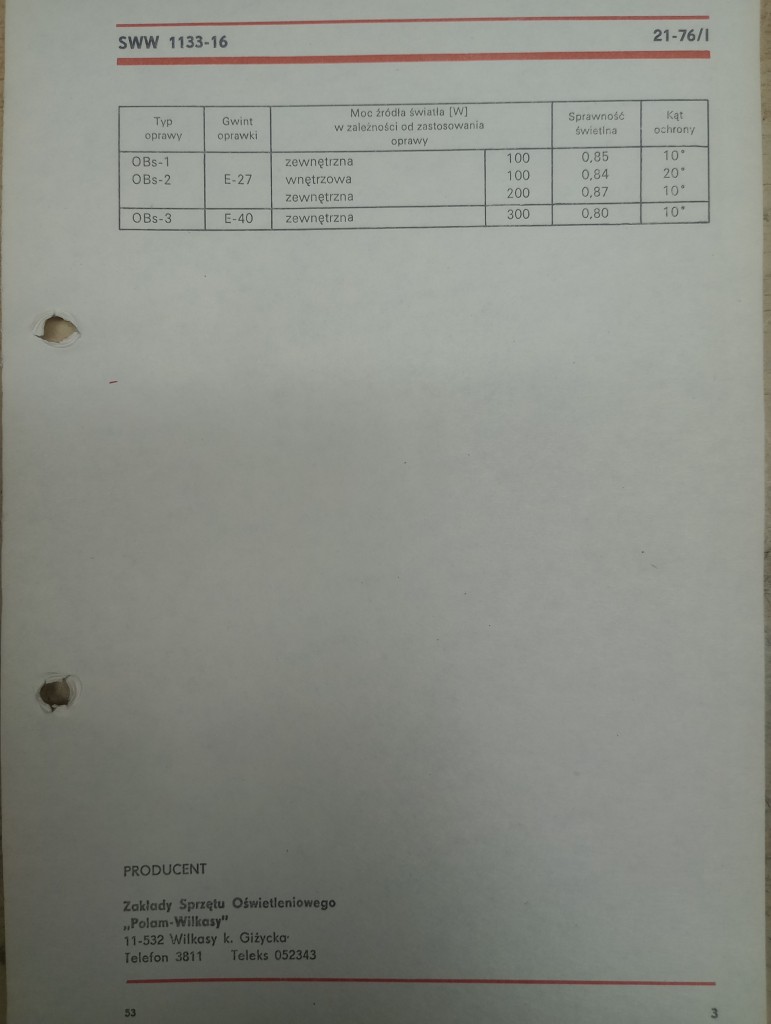 SWW 1133-16 21-76/I
Typ oprawy Gwint oprawki Moc źródła światła [W] w zależności od zastosowania oprawy Sprawność świetlna Kąt ochrony
OBs-1 zewnętrzna 100 0,85 10°
OBs-2 E-27 wnętrzowa 100 0,84 20°
zewnętrzna 200 0,87 10°
OBs-3 E-40 zewnętrzna 300 0,80 10°
PRODUCENT
Zakłady Sprzętu Oświetleniowego
„Polam-Wilkasy"
11-532 Wilkasy k. Giżycka
Telefon 3811 Teleks 052343
53 3